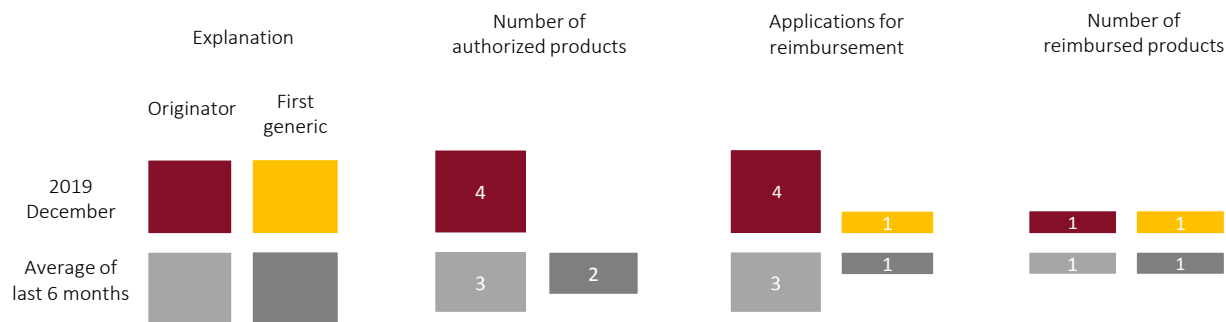 Explanation
Number of
authorized products
Applications for
reimbursement
Number of
reimbursed products
Originator
First
generic
2019
December
4
4
1
1
1
Average of
last 6 months
3
2
3
1
1
1